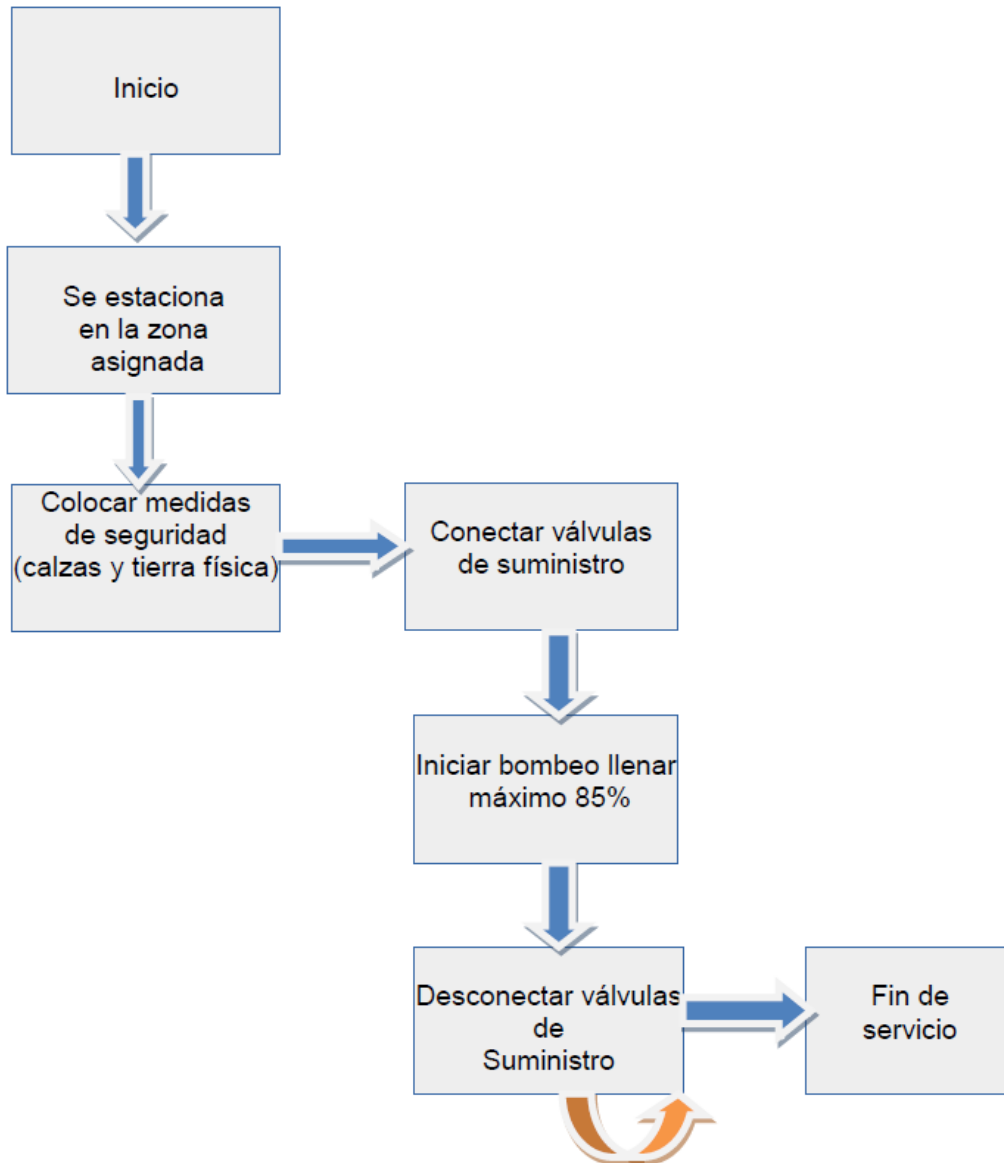 Inicio
Se estaciona
en la zona
asignada
Colocar medidas
de seguridad
(calzas y tierra física)
Conectar válvulas
de suministro
Iniciar bombeo llenar
máximo 85%
Desconectar válvulas
de
Suministro
Fin de
servicio